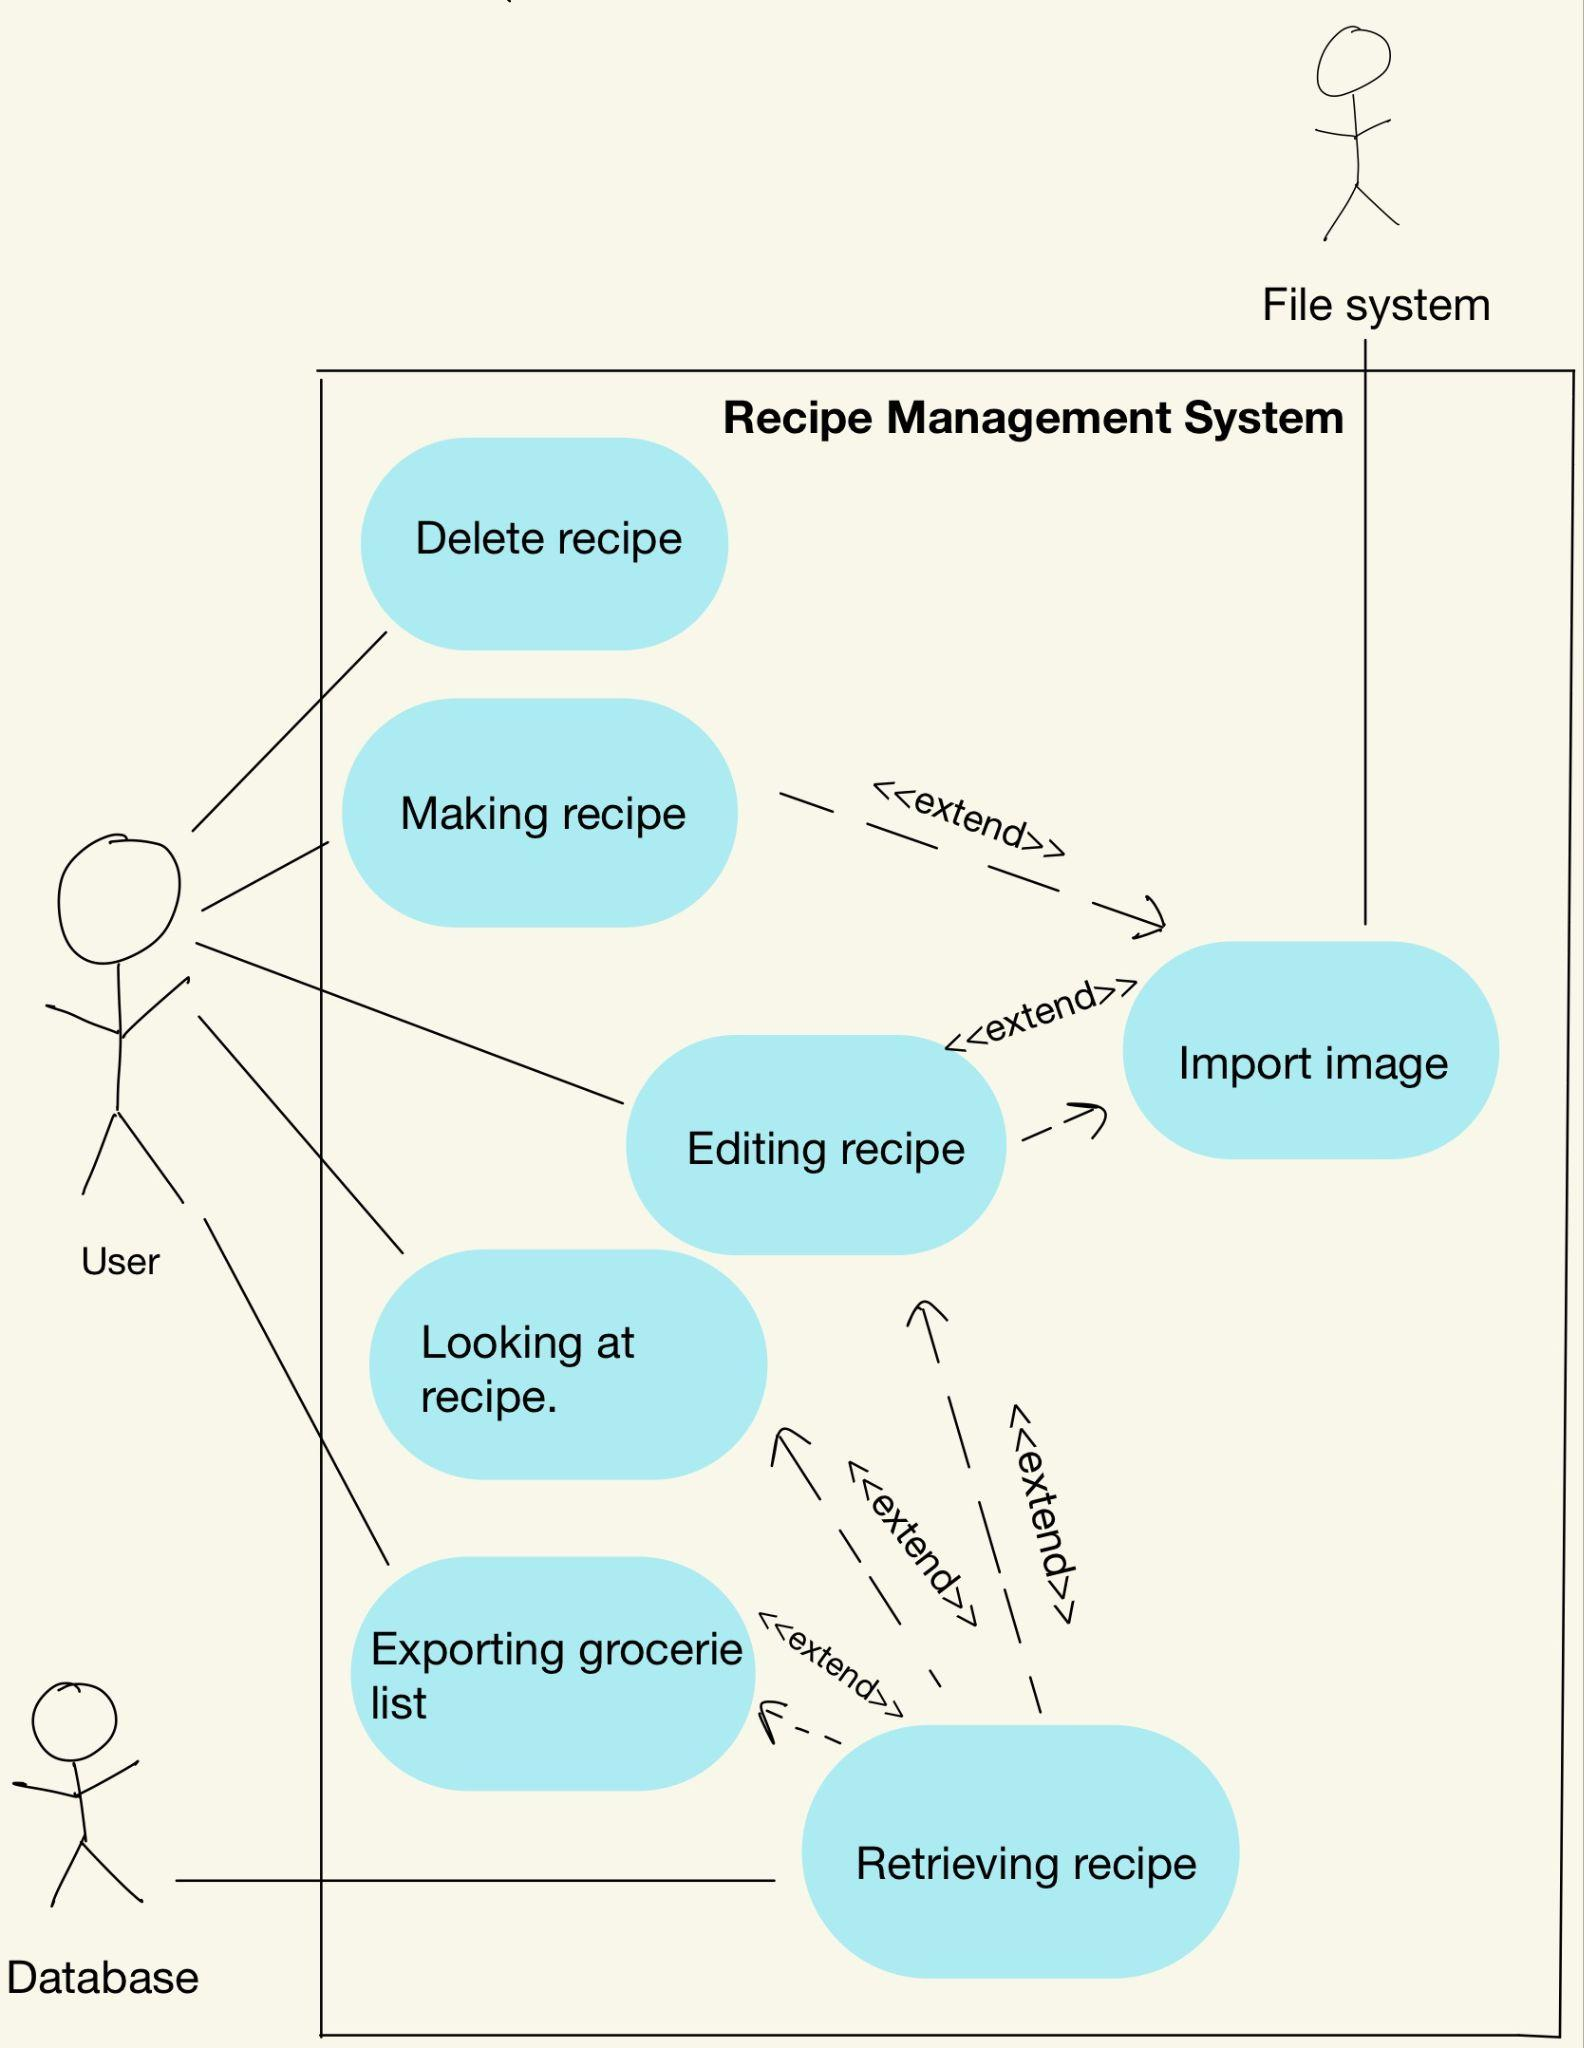 File system
Recipe Management System
Delete recipe
Making recipe
<<extend>>
<<extend>>
Import image
Editing recipe
User
Looking at
recipe.
<<extend>>
<<extend>>
Exporting grocerie
list
<<extend>>
Retrieving recipe
Database